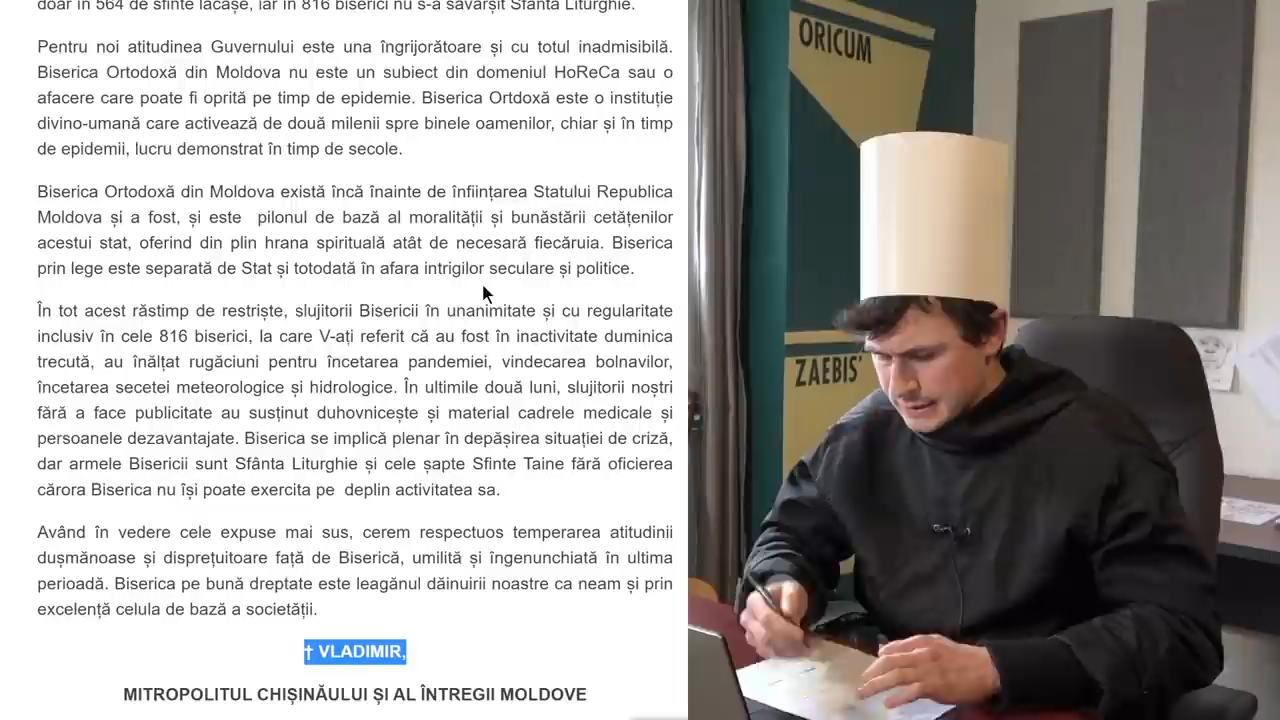 doar în 564 de sfinte lăcașe, iar în 816 biserici nu s-a săvârșit Sfânta Liturghie.
Pentru noi atitudinea Guvernului este una îngrijorătoare și cu totul inadmisibilă.
Biserica Ortodoxă din Moldova nu este un subiect din domeniul HoReCa sau o
afacere care poate fi oprită pe timp de epidemie. Biserica Ortdoxă este o instituție
divino-umană care activează de două milenii spre binele oamenilor, chiar și în timp
de epidemii, lucru demonstrat în timp de secole.
Biserica Ortodoxă din Moldova există încă înainte de înființarea Statului Republica
Moldova și a fost, și este pilonul de bază al moralității și bunăstării cetățenilor
acestui stat, oferind din plin hrana spirituală atât de necesară fiecăruia. Biserica
prin lege este separată de Stat și totodată în afara intrigilor seculare și politice.
În tot acest răstimp de restriște, slujitorii Bisericii în unanimitate și cu regularitate
inclusiv în cele 816 biserici, la care V-ați referit că au fost în inactivitate duminica
trecută, au înălțat rugăciuni pentru încetarea pandemiei, vindecarea bolnavilor,
încetarea secetei meteorologice și hidrologice. În ultimile două luni, slujitorii noștri
fără a face publicitate au susținut duhovnicește și material cadrele medicale și
persoanele dezavantajate. Biserica se implică plenar în depășirea situației de criză,
dar armele Bisericii sunt Sfânta Liturghie și cele șapte Sfinte Taine fără oficierea
cărora Biserica nu își poate exercita pe deplin activitatea sa.
Având în vedere cele expuse mai sus, cerem respectuos temperarea atitudinii
dușmănoase și disprețuitoare față de Biserică, umilită și îngenunchiată în ultima
perioadă. Biserica pe bună dreptate este leagănul dăinuirii noastre ca neam și prin
excelență celula de bază a societății.
† VLADIMIR,
MITROPOLITUL CHIȘINĂULUI ȘI AL ÎNTREGII MOLDOVE
ORICUM
ZAEBIS'